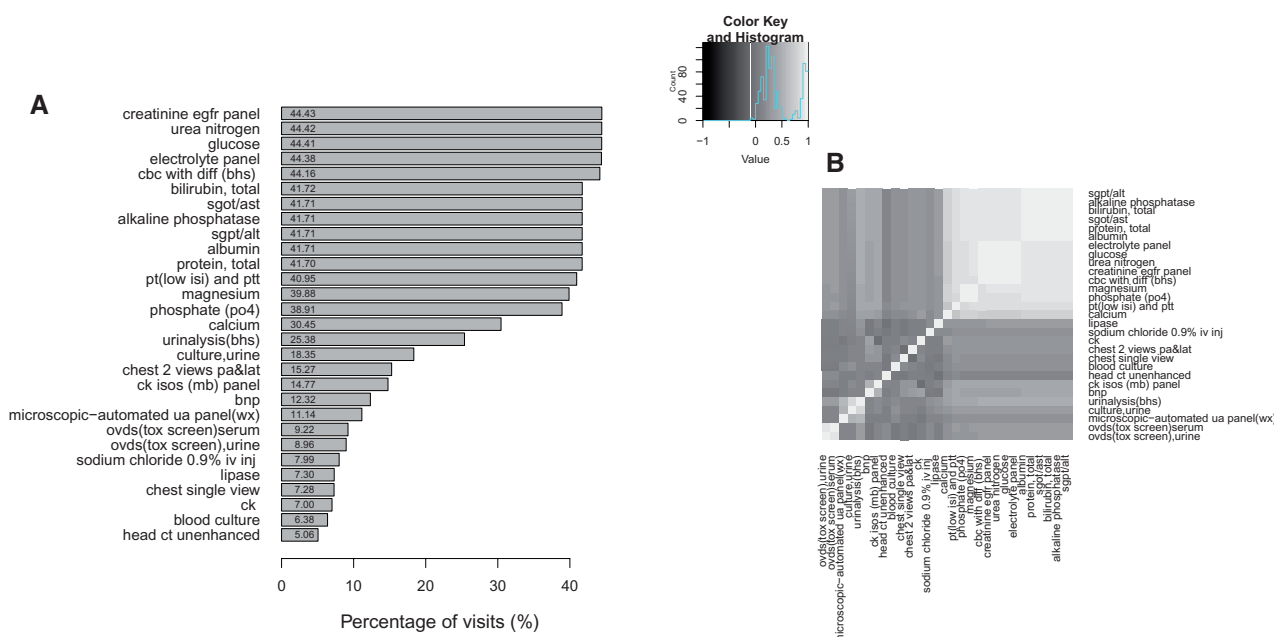 Color Key
and Histogram
Count
0 40 80
−1 0 0.5 1
Value
A
creatinine egfr panel 44.43
urea nitrogen 44.42
glucose 44.41
electrolyte panel 44.38
cbc with diff (bhs) 44.16
bilirubin, total 41.72
sgot/ast 41.71
alkaline phosphatase 41.71
sgpt/alt 41.71
albumin 41.71
protein, total 41.70
pt(low isi) and ptt 40.95
magnesium 39.88
phosphate (po4) 38.91
calcium 30.45
urinalysis(bhs) 25.38
culture,urine 18.35
chest 2 views pa&lat 15.27
ck isos (mb) panel 14.77
bnp 12.32
microscopic−automated ua panel(wx) 11.14
ovds(tox screen)serum 9.22
ovds(tox screen),urine 8.96
sodium chloride 0.9% iv inj 7.99
lipase 7.30
chest single view 7.28
ck 7.00
blood culture 6.38
head ct unenhanced 5.06
0 10 20 30 40
Percentage of visits (%)
B
sgpt/alt
alkaline phosphatase
bilirubin, total
sgot/ast
protein, total
albumin
electrolyte panel
glucose
urea nitrogen
creatinine egfr panel
cbc with diff (bhs)
magnesium
phosphate (po4)
pt(low isi) and ptt
calcium
lipase
sodium chloride 0.9% iv inj
ck
chest 2 views pa&lat
chest single view
blood culture
head ct unenhanced
ck isos (mb) panel
bnp
urinalysis(bhs)
culture,urine
microscopic−automated ua panel(wx)
ovds(tox screen)serum
ovds(tox screen),urine
ovds(tox screen),urine
ovds(tox screen)serum
microscopic−automated ua panel(wx)
culture,urine
urinalysis(bhs)
bnp
ck isos (mb) panel
head ct unenhanced
blood culture
chest single view
chest 2 views pa&lat
ck
sodium chloride 0.9% iv inj
lipase
calcium
pt(low isi) and ptt
phosphate (po4)
magnesium
cbc with diff (bhs)
creatinine egfr panel
urea nitrogen
glucose
electrolyte panel
albumin
protein, total
sgot/ast
bilirubin, total
alkaline phosphatase
sgpt/alt